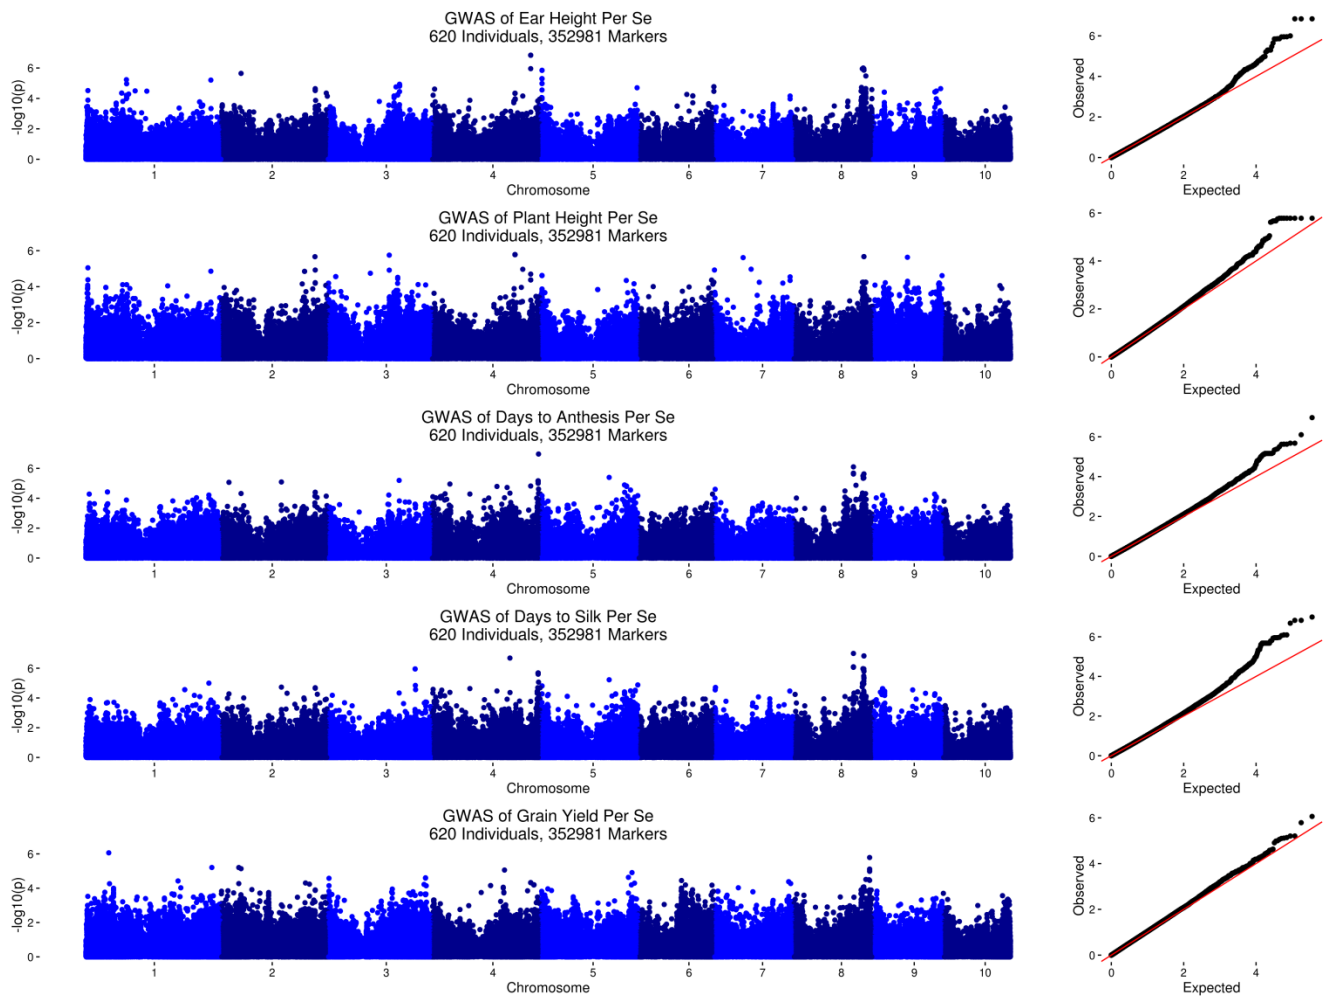 GWAS of Ear Height Per Se
620 Individuals, 352981 Markers
-log10(p)
6
4
2
0
1 2 3 4 5 6 7 8 9 10
Chromosome
Observed
6
4
2
0
0 2 4
Expected
GWAS of Plant Height Per Se
620 Individuals, 352981 Markers
-log10(p)
6
4
2
0
1 2 3 4 5 6 7 8 9 10
Chromosome
Observed
6
4
2
0
0 2 4
Expected
GWAS of Days to Anthesis Per Se
620 Individuals, 352981 Markers
-log10(p)
6
4
2
0
1 2 3 4 5 6 7 8 9 10
Chromosome
Observed
6
4
2
0
0 2 4
Expected
GWAS of Days to Silk Per Se
620 Individuals, 352981 Markers
-log10(p)
6
4
2
0
1 2 3 4 5 6 7 8 9 10
Chromosome
Observed
6
4
2
0
0 2 4
Expected
GWAS of Grain Yield Per Se
620 Individuals, 352981 Markers
-log10(p)
6
4
2
0
1 2 3 4 5 6 7 8 9 10
Chromosome
Observed
6
4
2
0
0 2 4
Expected